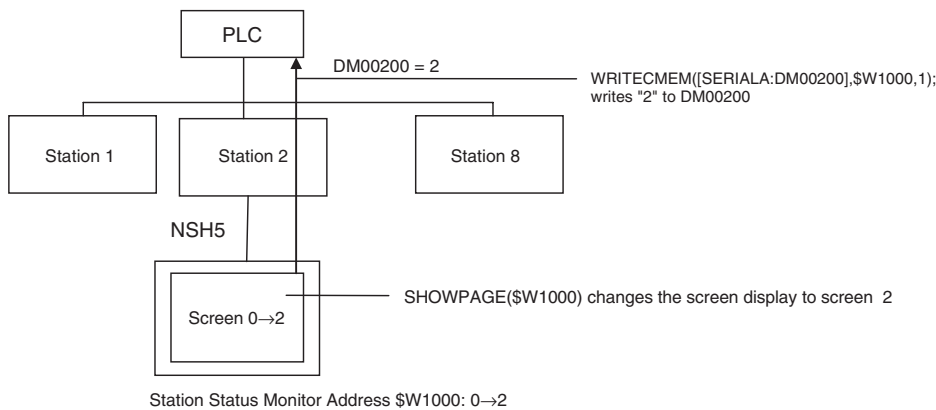 PLC
DM00200 = 2
WRITECMEM([SERIALA:DM00200],$W1000,1);
writes "2" to DM00200
Station 1
Station 2
Station 8
NSH5
SHOWPAGE($W1000) changes the screen display to screen 2
Screen 0→2
Station Status Monitor Address $W1000: 0→2